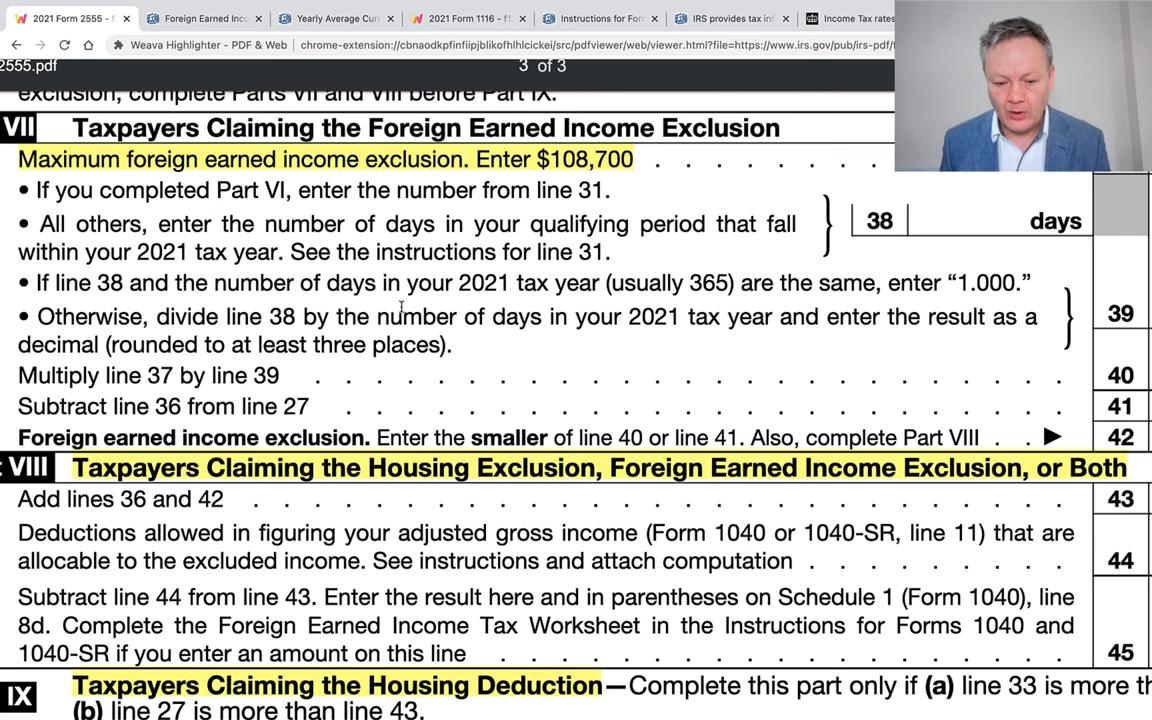 2021 Form 2555 - f
Foreign Earned Inco
Yearly Average Cur
2021 Form 1116 - f1
Instructions for For
IRS provides tax inf
Income Tax rates
Weava Highlighter - PDF & Web
chrome-extension://cbnaodkpfinfiipjblikofhlhlcickei/src/pdfviewer/web/viewer.html?file=https://www.irs.gov/pub/irs-pdf/
2555.pdf
3 of 3
exclusion, complete Parts VII and VIII before Part IX.
VII Taxpayers Claiming the Foreign Earned Income Exclusion
Maximum foreign earned income exclusion. Enter $108,700 . . . . . . . .
• If you completed Part VI, enter the number from line 31.
• All others, enter the number of days in your qualifying period that fall
within your 2021 tax year. See the instructions for line 31.
38 days
• If line 38 and the number of days in your 2021 tax year (usually 365) are the same, enter “1.000.”
• Otherwise, divide line 38 by the number of days in your 2021 tax year and enter the result as a
decimal (rounded to at least three places).
39
Multiply line 37 by line 39 . . . . . . . . . . . . . . . . . . . . . . . . . 40
Subtract line 36 from line 27 . . . . . . . . . . . . . . . . . . . . . . . . 41
Foreign earned income exclusion. Enter the smaller of line 40 or line 41. Also, complete Part VIII . . ▶ 42
VIII Taxpayers Claiming the Housing Exclusion, Foreign Earned Income Exclusion, or Both
Add lines 36 and 42 . . . . . . . . . . . . . . . . . . . . . . . . . . . 43
Deductions allowed in figuring your adjusted gross income (Form 1040 or 1040-SR, line 11) that are
allocable to the excluded income. See instructions and attach computation . . . . . . . . . 44
Subtract line 44 from line 43. Enter the result here and in parentheses on Schedule 1 (Form 1040), line
8d. Complete the Foreign Earned Income Tax Worksheet in the Instructions for Forms 1040 and
1040-SR if you enter an amount on this line . . . . . . . . . . . . . . . . . . . . 45
IX Taxpayers Claiming the Housing Deduction—Complete this part only if (a) line 33 is more th
(b) line 27 is more than line 43.